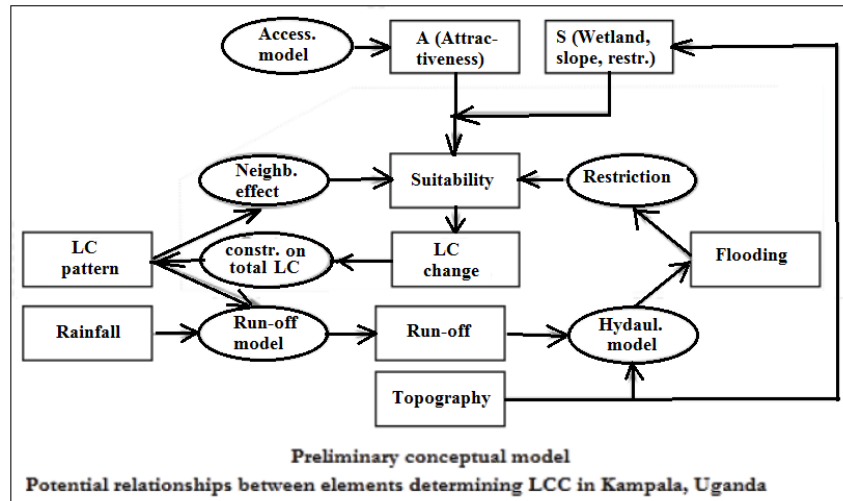 Access.
model
A (Attrac-
tiveness)
S (Wetland,
slope, restr.)
Neighb.
effect
Suitability
Restriction
LC
pattern
constr. on
total LC
LC
change
Flooding
Rainfall
Run-off
model
Run-off
Hydaul.
model
Topography
Preliminary conceptual model
Potential relationships between elements determining LCC in Kampala, Uganda